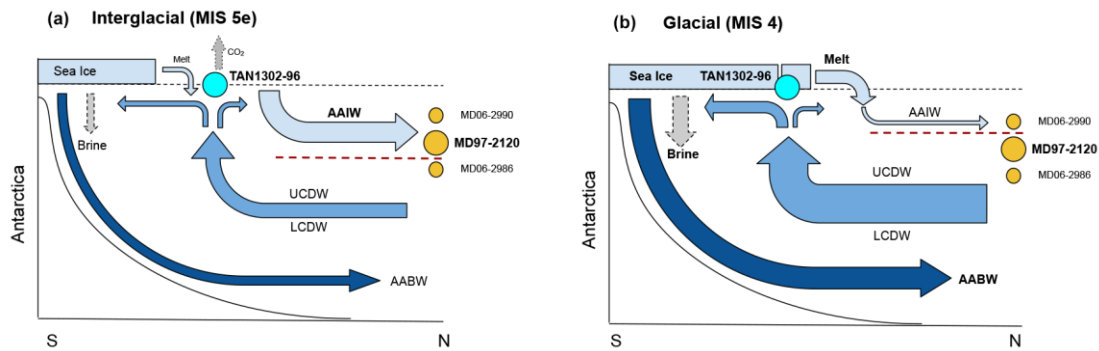 (a) Interglacial (MIS 5e)
CO₂
Melt
Sea Ice
TAN1302-96
AAIW
MD06-2990
MD97-2120
MD06-2986
Brine
UCDW
LCDW
AABW
Antarctica
S
N
(b) Glacial (MIS 4)
Melt
Sea Ice
TAN1302-96
AAIW
MD06-2990
MD97-2120
MD06-2986
Brine
UCDW
LCDW
AABW
Antarctica
S
N